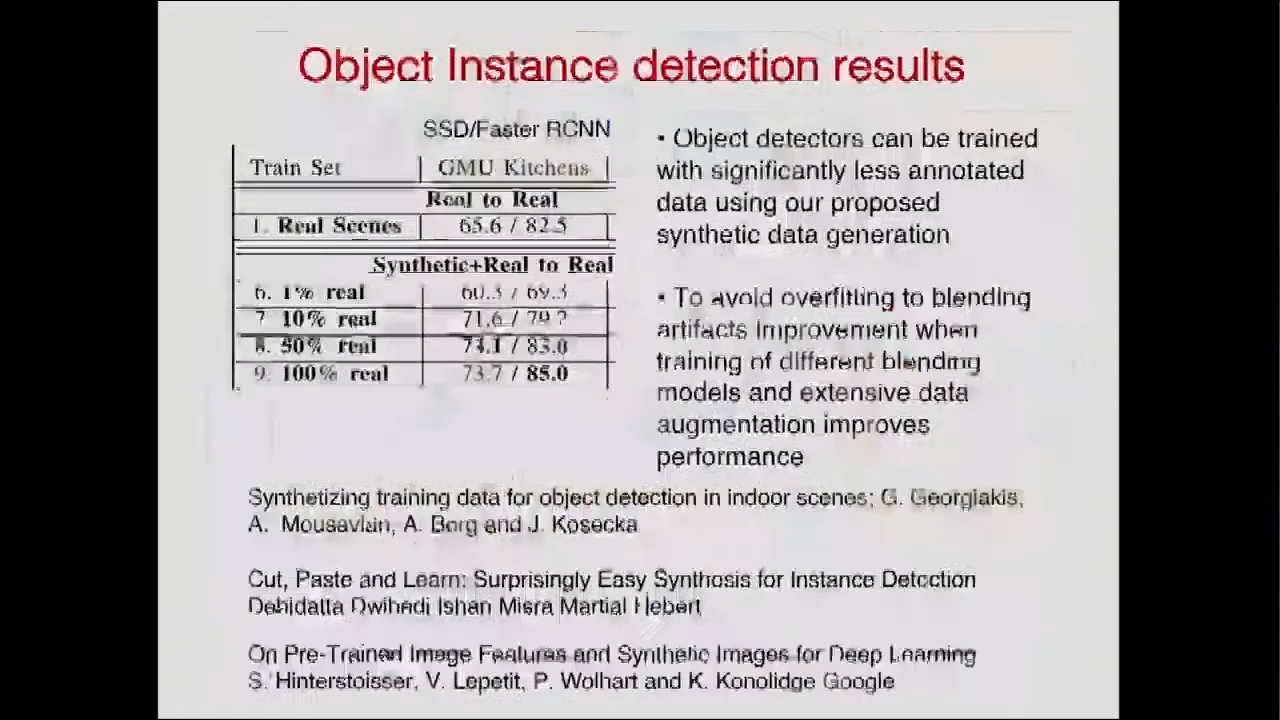 Object Instance detection results
SSD/Faster RCNN
Train Set GMU Kitchens
Real to Real
1. Real Scenes 65.6 / 82.5
Synthetic+Real to Real
6. 1% real
7. 10% real 71.6 /
8. 50% real 74.1 / 83.0
9. 100% real 73.7 / 85.0
• Object detectors can be trained
with significantly less annotated
data using our proposed
synthetic data generation
• To avoid overfitting to blending
artifacts improvement when
training of different blending
models and extensive data
augmentation improves
performance
Synthetizing training data for object detection in indoor scenes; G. Georgiakis,
A. Mousavian, A. Berg and J. Kosecka
Cut, Paste and Learn: Surprisingly Easy Synthesis for Instance Detection
Debidatta Dwibedi Ishan Misra Martial Hebert
On Pre-Trained Image Features and Synthetic Images for Deep Learning
S. Hinterstoisser, V. Lepetit, P. Wolhart and K. Konolidge Google